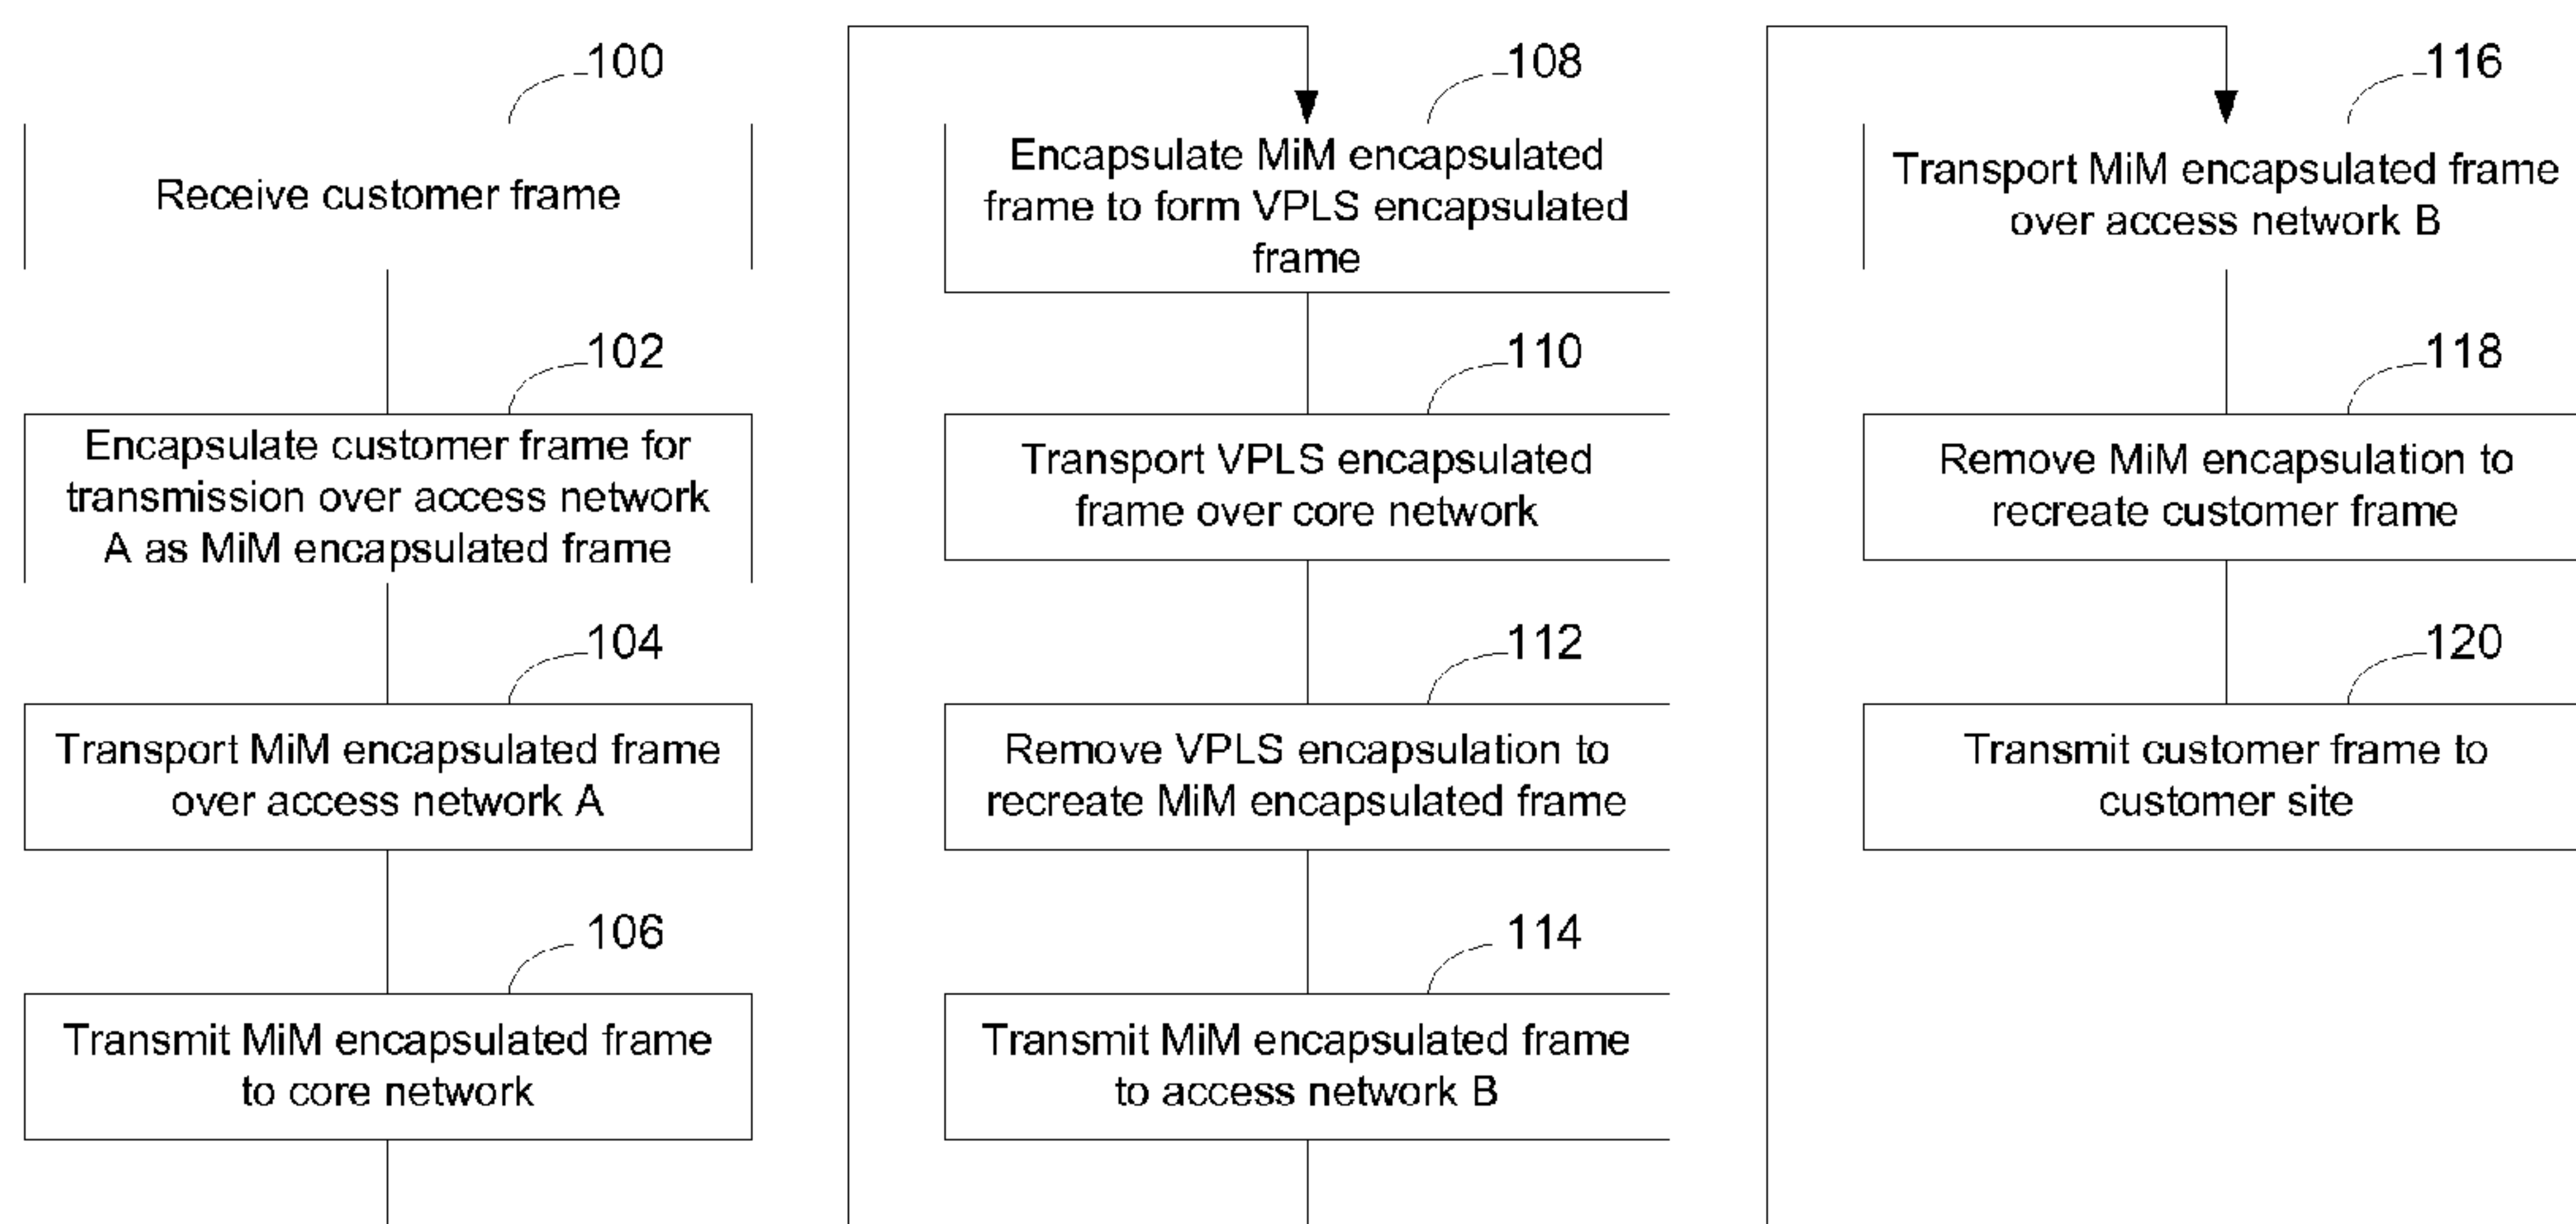 100
Receive customer frame
102
Encapsulate customer frame for
transmission over access network
A as MiM encapsulated frame
104
Transport MiM encapsulated frame
over access network A
106
Transmit MiM encapsulated frame
to core network
108
Encapsulate MiM encapsulated
frame to form VPLS encapsulated
frame
110
Transport VPLS encapsulated
frame over core network
112
Remove VPLS encapsulation to
recreate MiM encapsulated frame
114
Transmit MiM encapsulated frame
to access network B
116
Transport MiM encapsulated frame
over access network B
118
Remove MiM encapsulation to
recreate customer frame
120
Transmit customer frame to
customer site